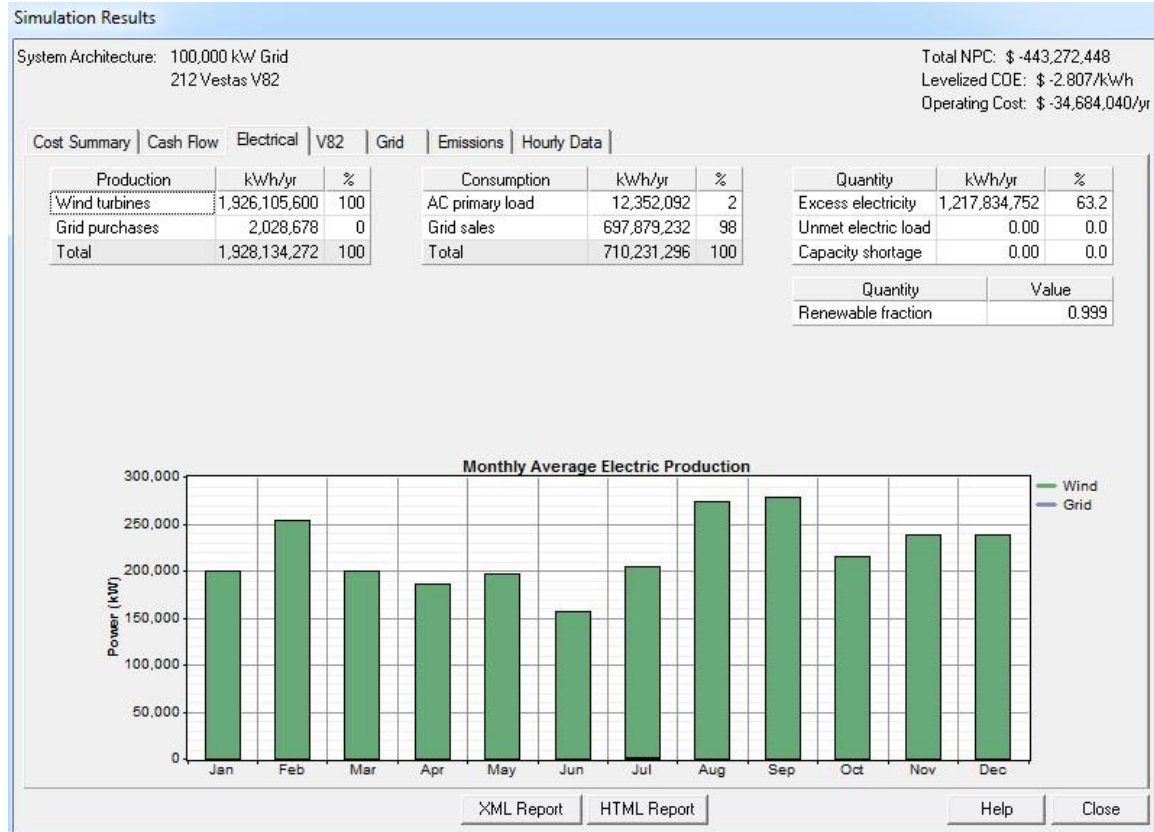 Simulation Results
System Architecture: 100,000 kW Grid
212 Vestas V82
Total NPC: $ -443,272,448
Levelized COE: $ -2.807/kWh
Operating Cost: $ -34,684,040/yr
Cost Summary Cash Flow Electrical V82 Grid Emissions Hourly Data
Production kWh/yr %
Wind turbines 1,926,105,600 100
Grid purchases 2,028,678 0
Total 1,928,134,272 100
Consumption kWh/yr %
AC primary load 12,352,092 2
Grid sales 697,879,232 98
Total 710,231,296 100
Quantity kWh/yr %
Excess electricity 1,217,834,752 63.2
Unmet electric load 0.00 0.0
Capacity shortage 0.00 0.0
Quantity Value
Renewable fraction 0.999
Monthly Average Electric Production
Power (kW)
300,000
250,000
200,000
150,000
100,000
50,000
0
Jan Feb Mar Apr May Jun Jul Aug Sep Oct Nov Dec
Wind
Grid
XML Report HTML Report Help Close